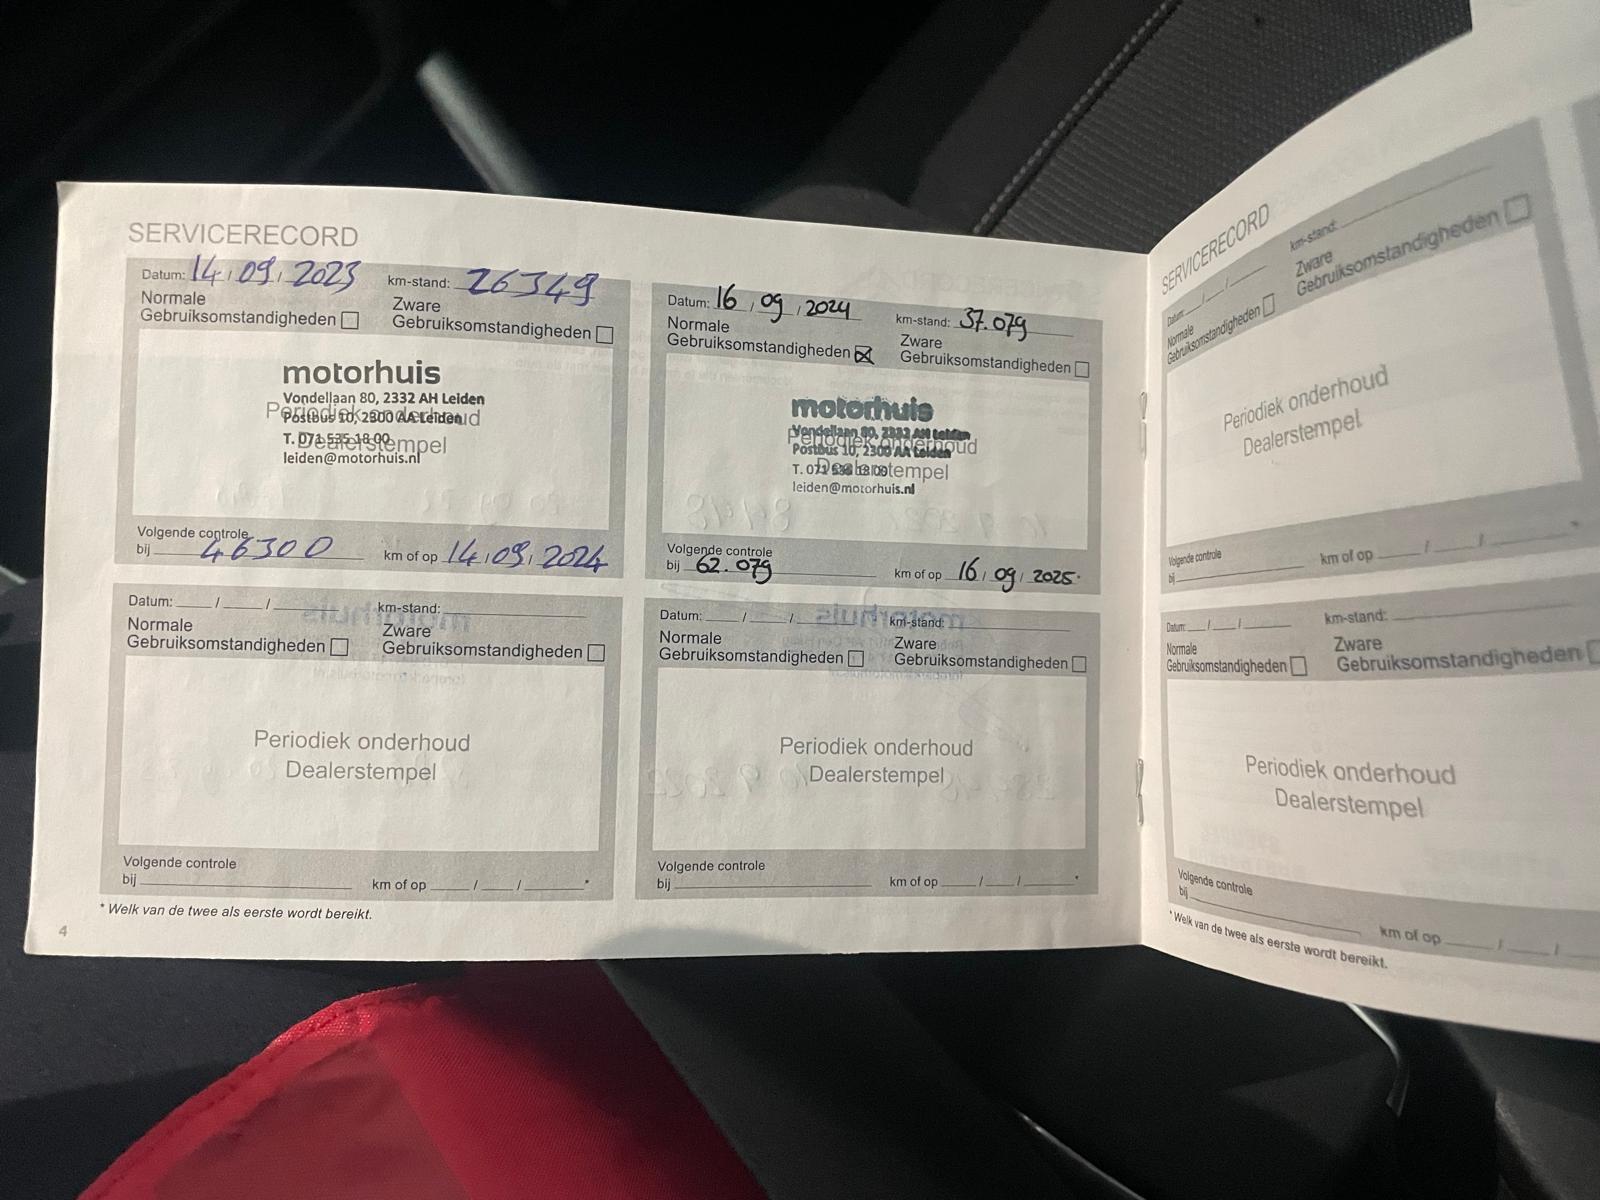 SERVICERECORD
Datum: 14 / 09 / 2023 km-stand: 26349
Normale
Gebruiksomstandigheden
Zware
Gebruiksomstandigheden
motorhuis
Vondellaan 80, 2332 AH Leiden
Periodiek onderhoud
Postbus 10, 2300 AA Leiden
T. 071 535 18 00
Dealerstempel
leiden@motorhuis.nl
Volgende controle
bij 46300 km of op 14 / 09 / 2024
Datum: 16 / 09 / 2024 km-stand: 37.079
Normale
Gebruiksomstandigheden
Zware
Gebruiksomstandigheden
motorhuis
Vondellaan 80, 2332 AH Leiden
Periodiek onderhoud
Postbus 10, 2300 AA Leiden
Dealerstempel
leiden@motorhuis.nl
Volgende controle
bij 62.079 km of op 16 / 09 / 2025.
Datum: / / km-stand:
Normale
Gebruiksomstandigheden
Zware
Gebruiksomstandigheden
Periodiek onderhoud
Dealerstempel
Volgende controle
bij km of op / / *
Datum: / / km-stand:
Normale
Gebruiksomstandigheden
Zware
Gebruiksomstandigheden
Periodiek onderhoud
Dealerstempel
Volgende controle
bij km of op / / *
* Welk van de twee als eerste wordt bereikt.
4
SERVICERECORD
Datum: / / km-stand:
Normale
Gebruiksomstandigheden
Zware
Gebruiksomstandigheden
Periodiek onderhoud
Dealerstempel
Volgende controle
bij km of op / / *
Datum: / / km-stand:
Normale
Gebruiksomstandigheden
Zware
Gebruiksomstandigheden
Periodiek onderhoud
Dealerstempel
Volgende controle
bij km of op / /
* Welk van de twee als eerste wordt bereikt.